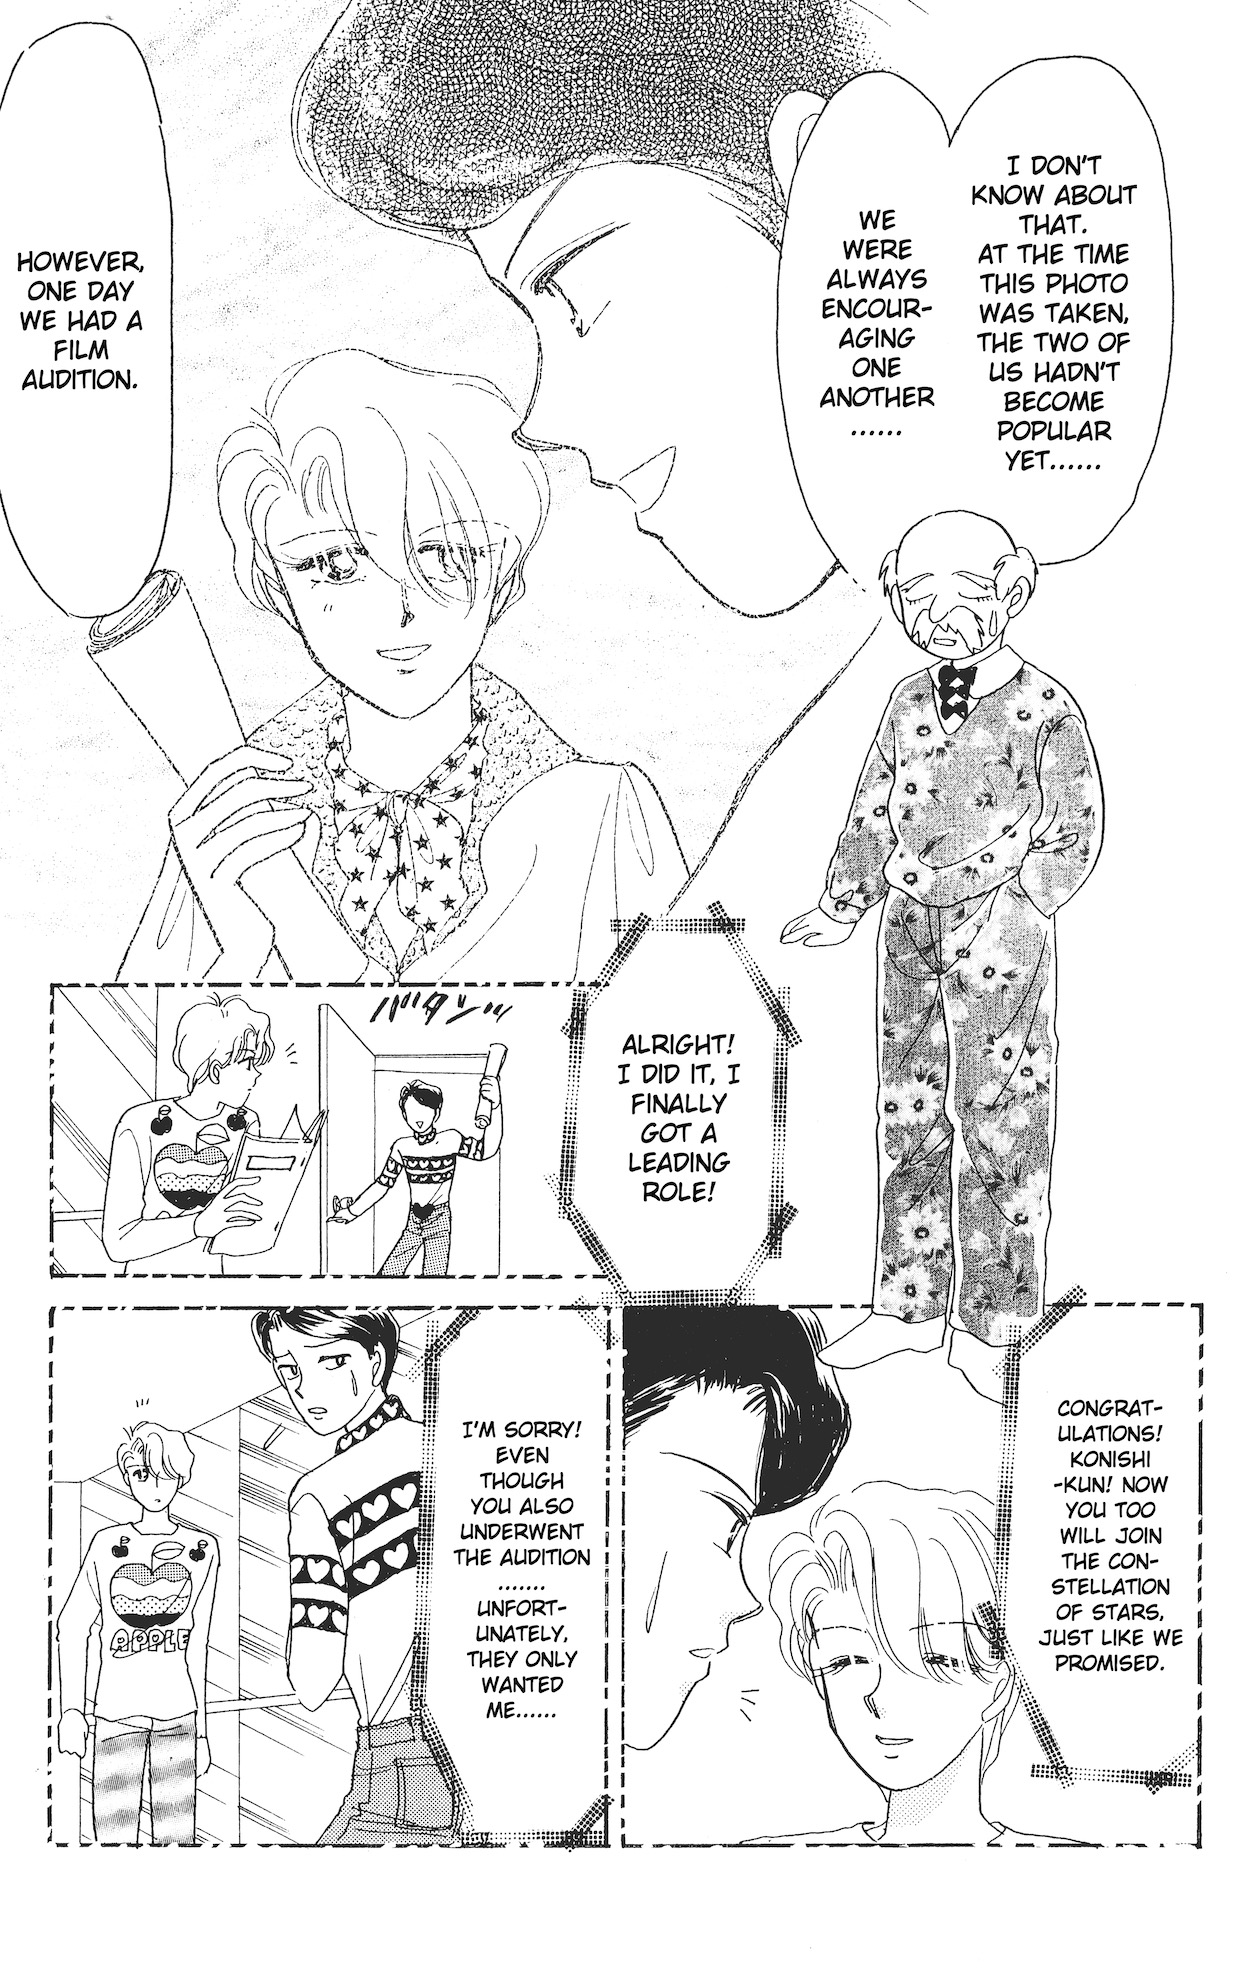 I DON'T
KNOW ABOUT
THAT.
AT THE TIME
THIS PHOTO
WAS TAKEN,
THE TWO OF
US HADN'T
BECOME
POPULAR
YET......
WE
WERE
ALWAYS
ENCOUR-
AGING
ONE
ANOTHER
......
HOWEVER,
ONE DAY
WE HAD A
FILM
AUDITION.
ALRIGHT!
I DID IT, I
FINALLY
GOT A
LEADING
ROLE!
バタンッ
CONGRAT-
ULATIONS!
KONISHI
-KUN! NOW
YOU TOO
WILL JOIN
THE CON-
STELLATION
OF STARS,
JUST LIKE WE
PROMISED.
I'M SORRY!
EVEN
THOUGH
YOU ALSO
UNDERWENT
THE AUDITION
.......
UNFORT-
UNATELY,
THEY ONLY
WANTED
ME......
APPLE